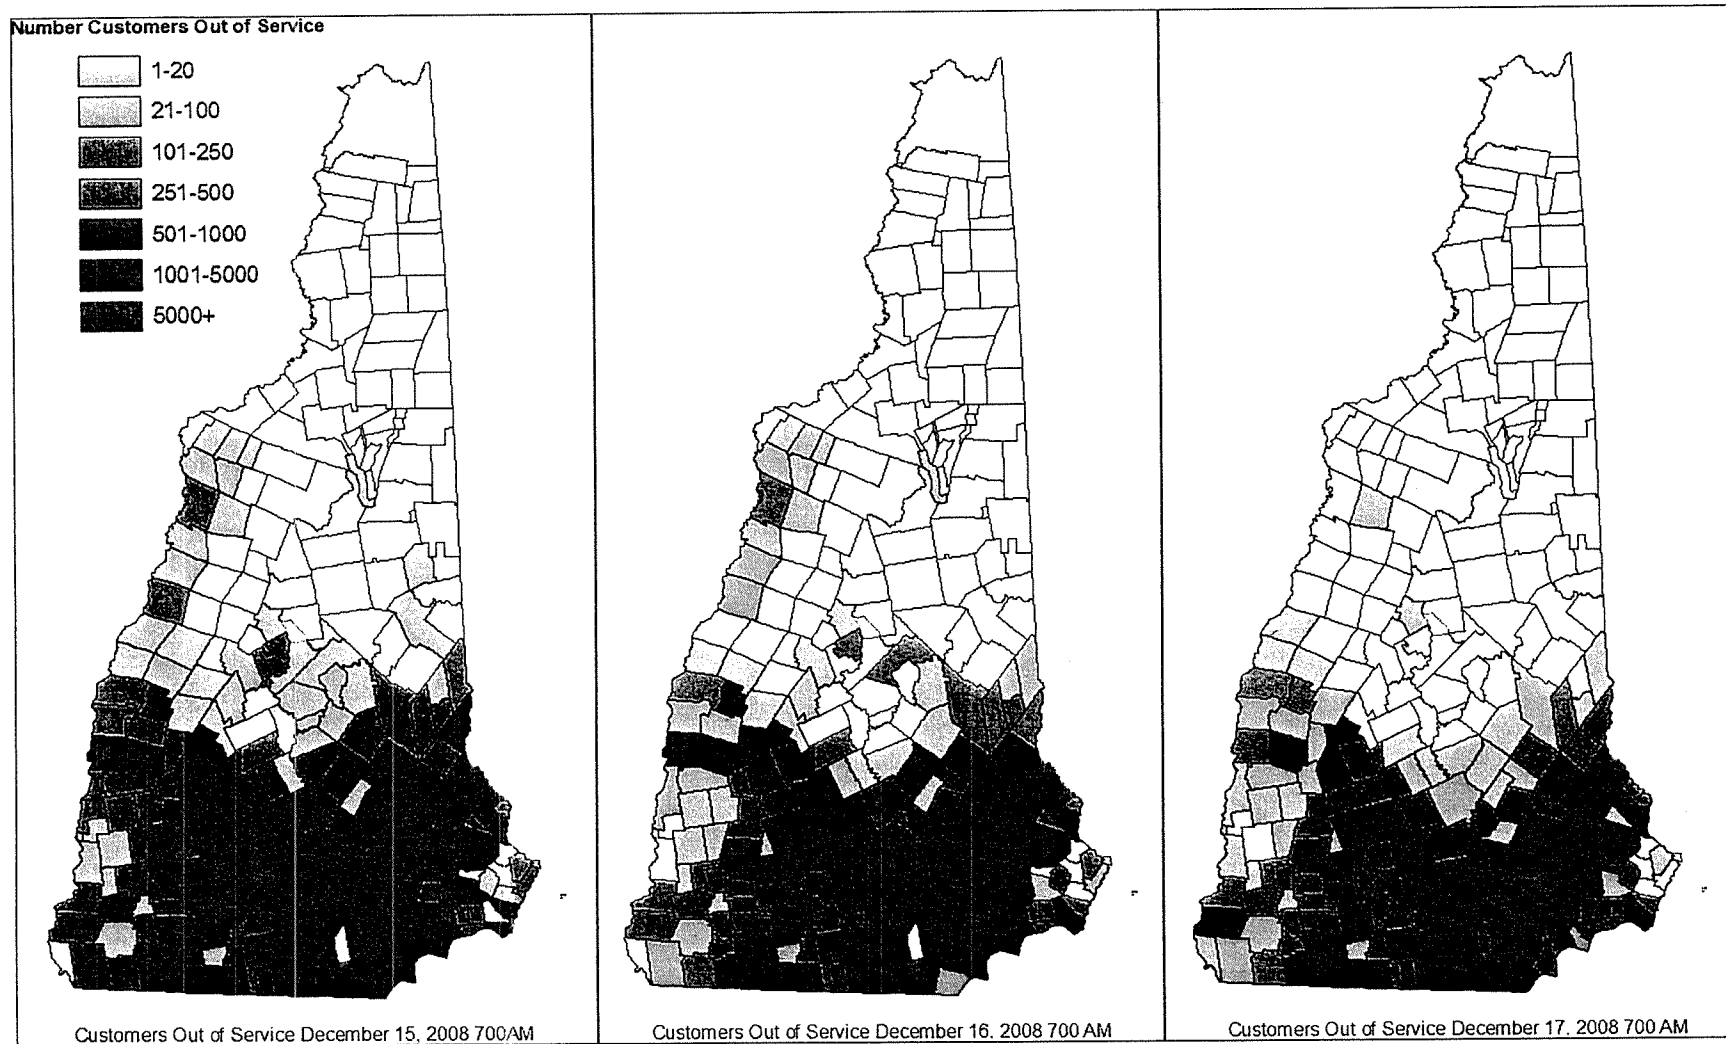 Number Customers Out of Service
1-20
21-100
101-250
251-500
501-1000
1001-5000
5000+
Customers Out of Service December 15, 2008 700AM
Customers Out of Service December 16. 2008 700 AM
Customers Out of Service December 17. 2008 700 AM